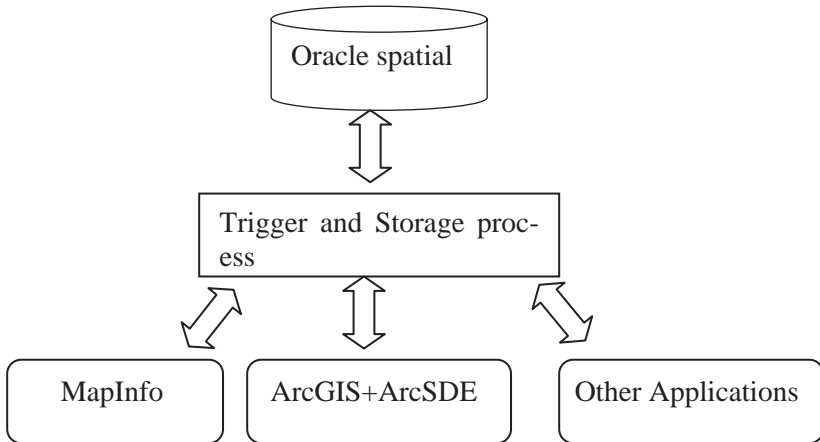 Oracle spatial
Trigger and Storage proc-
ess
MapInfo
ArcGIS+ArcSDE
Other Applications